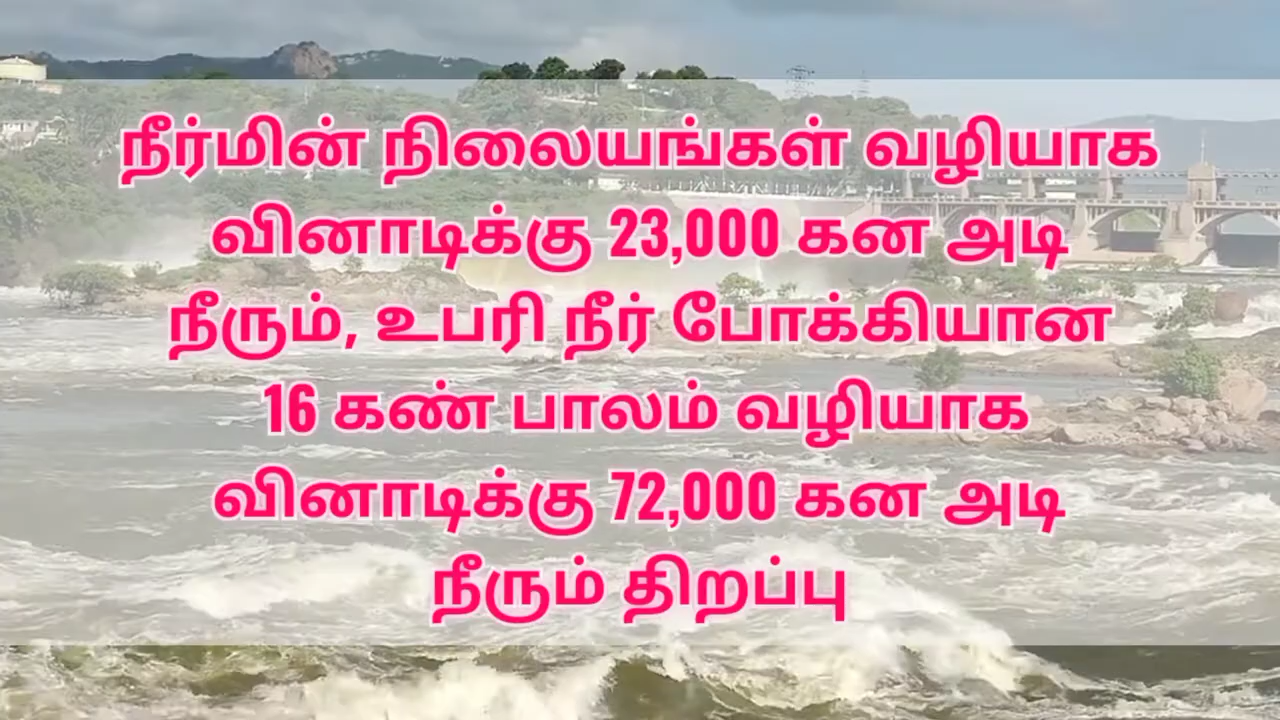 நீர்மின் நிலையங்கள் வழியாக
வினாடிக்கு 23,000 கன அடி
நீரும், உபரி நீர் போக்கியான
16 கண் பாலம் வழியாக
வினாடிக்கு 72,000 கன அடி
நீரும் திறப்பு